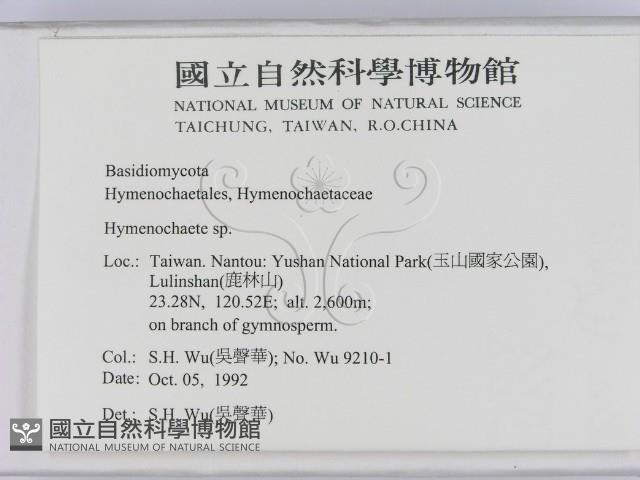 國立自然科學博物館
NATIONAL MUSEUM OF NATURAL SCIENCE
TAICHUNG, TAIWAN, R.O.CHINA
Basidiomycota
Hymenochaetales, Hymenochaetaceae
Hymenochaete sp.
Loc.: Taiwan. Nantou: Yushan National Park(玉山國家公園),
Lulinshan(鹿林山)
23.28N, 120.52E; alt. 2,600m;
on branch of gymnosperm.
Col.: S.H. Wu(吳聲華); No. Wu 9210-1
Date: Oct. 05, 1992
Det.: S.H. Wu(吳聲華)
國立自然科學博物館
NATIONAL MUSEUM OF NATURAL SCIENCE